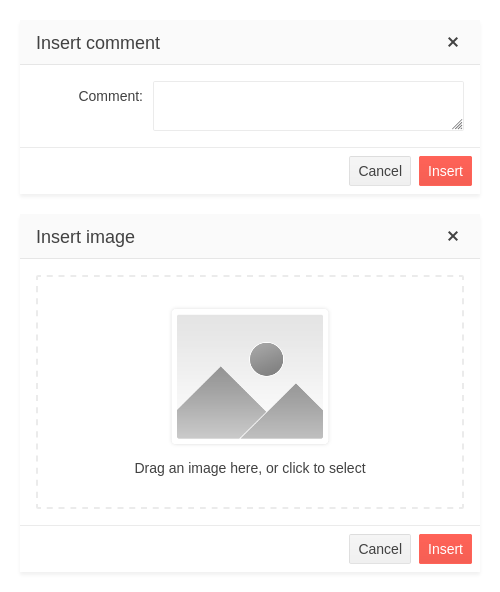 Insert comment
Comment:
Cancel Insert
Insert image
Drag an image here, or click to select
Cancel Insert